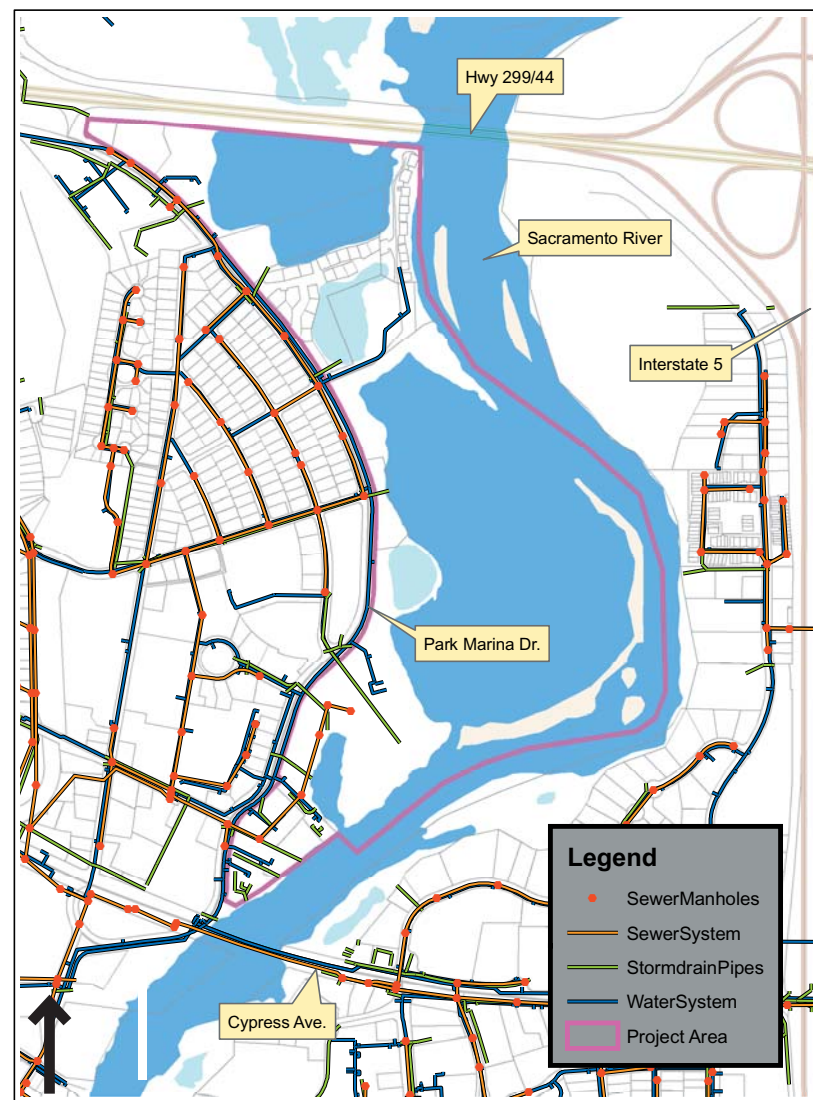 Hwy 299/44
Sacramento River
Interstate 5
Park Marina Dr.
Cypress Ave.
Legend
SewerManholes
SewerSystem
StormdrainPipes
WaterSystem
Project Area